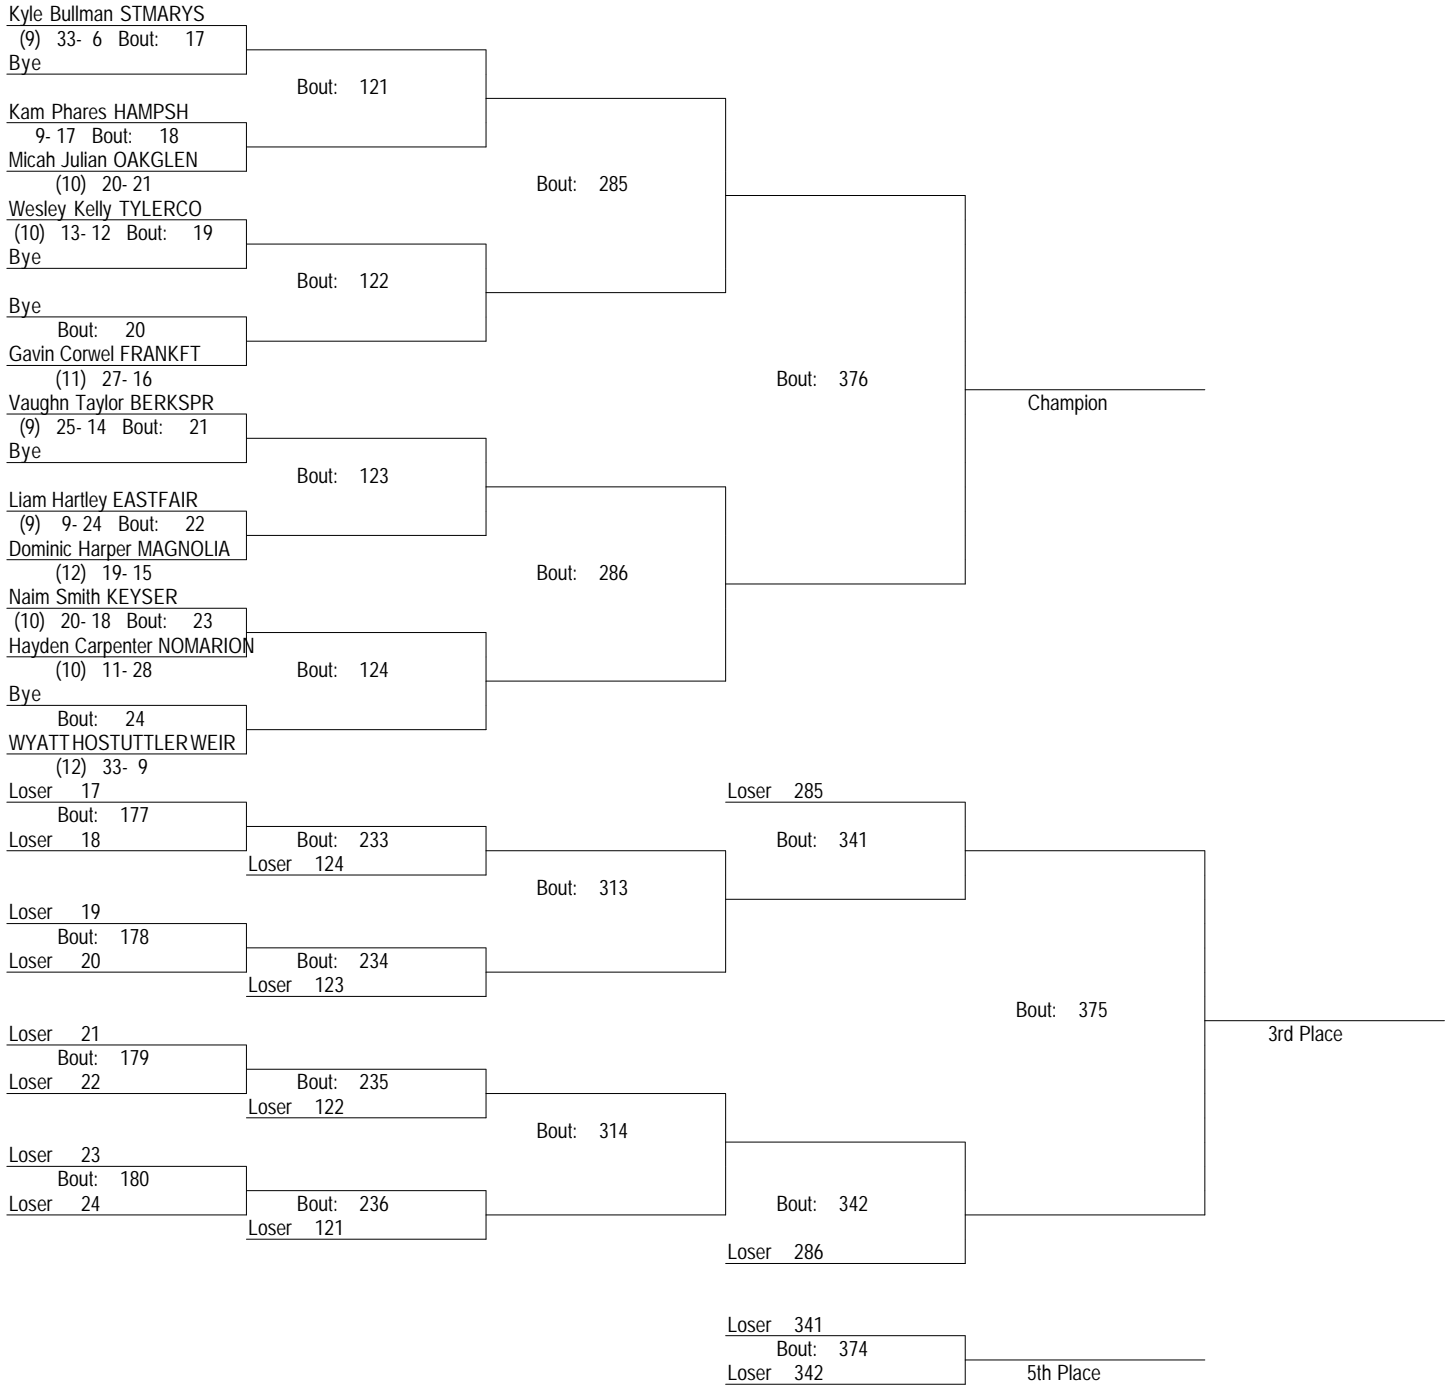 Kyle Bullman STMARYS
(9) 33- 6 Bout: 17
Bye
Bout: 121
Kam Phares HAMPSH
9- 17 Bout: 18
Micah Julian OAKGLEN
(10) 20- 21
Bout: 285
Wesley Kelly TYLERCO
(10) 13- 12 Bout: 19
Bye
Bout: 122
Bye
Bout: 20
Gavin Corwel FRANKFT
(11) 27- 16
Bout: 376
Vaughn Taylor BERKSPR
Champion
(9) 25- 14 Bout: 21
Bye
Bout: 123
Liam Hartley EASTFAIR
(9) 9- 24 Bout: 22
Dominic Harper MAGNOLIA
(12) 19- 15
Bout: 286
Naim Smith KEYSER
(10) 20- 18 Bout: 23
Hayden Carpenter NOMARION
(10) 11- 28
Bout: 124
Bye
Bout: 24
WYATT HOSTUTTLER WEIR
(12) 33- 9
Loser 17
Loser 285
Bout: 177
Loser 18
Bout: 233
Bout: 341
Loser 124
Bout: 313
Loser 19
Bout: 178
Loser 20
Bout: 234
Loser 123
Bout: 375
Loser 21
3rd Place
Bout: 179
Loser 22
Bout: 235
Loser 122
Bout: 314
Loser 23
Bout: 180
Loser 24
Bout: 236
Bout: 342
Loser 121
Loser 286
Loser 341
Bout: 374
Loser 342
5th Place